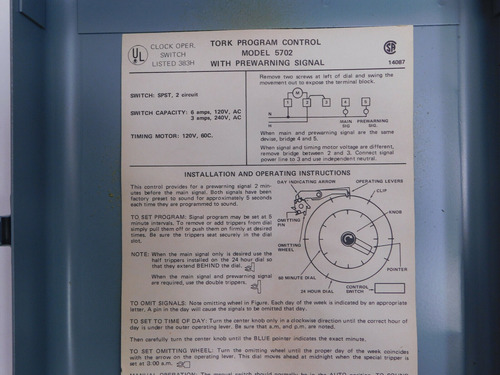 UL
CLOCK OPER.
SWITCH
LISTED 383H
TORK PROGRAM CONTROL
MODEL 5702
WITH PREWARNING SIGNAL
SA
14087
SWITCH: SPST, 2 circuit
SWITCH CAPACITY: 6 amps, 120V, AC
3 amps, 240V, AC
TIMING MOTOR: 120V, 60C.
Remove two screws at left of dial and swing the
movement out to expose the terminal block.
M
1 2 3 4 5
N
H
MAIN
SIG.
PREWARNING
SIG.
When main and prewarning signal are the same
device, bridge 4 and 5.
When signal and timing motor voltage are different,
remove bridge between 2 and 3. Connect signal
power line to 3 and use independent neutral.
INSTALLATION AND OPERATING INSTRUCTIONS
This control provides for a prewarning signal 2 min-
utes before the main signal. Both signals have been
factory preset to sound for approximately 5 seconds
each time they are programmed to sound.
TO SET PROGRAM: Signal program may be set at 5
minute intervals. To remove or add trippers from dial
simply pull them off or push them on firmly at desired
times. Be sure the trippers seat securely in the dial
slot.
NOTE: When the main signal only is desired use the
half trippers installed on the 24 hour dial so
that they extend BEHIND the dial.
When the main and prewarning signal
are required, use the double trippers.
DAY INDICATING ARROW
OPERATING LEVERS
CLIP
KNOB
OMITTING
PIN
OMITTING
WHEEL
POINTER
60 MINUTE DIAL
24 HOUR DIAL
CONTROL
SWITCH
TO OMIT SIGNALS: Note omitting wheel in Figure. Each day of the week is indicated by an appropriate
letter. A pin in the day will cause the signals to be omitted that day.
TO SET TO TIME OF DAY: Turn the center knob only in a clockwise direction until the correct hour of
day is under the outer operating lever. Be sure that a.m. and p.m. are noted.
Then carefully turn the center knob until the BLUE pointer indicates the exact minute.
TO SET OMITTING WHEEL: Turn the omitting wheel until the proper day of the week coincides
with the arrow on the operating lever. This dial moves ahead at midnight when the special tripper is
set at 3:00 a.m.